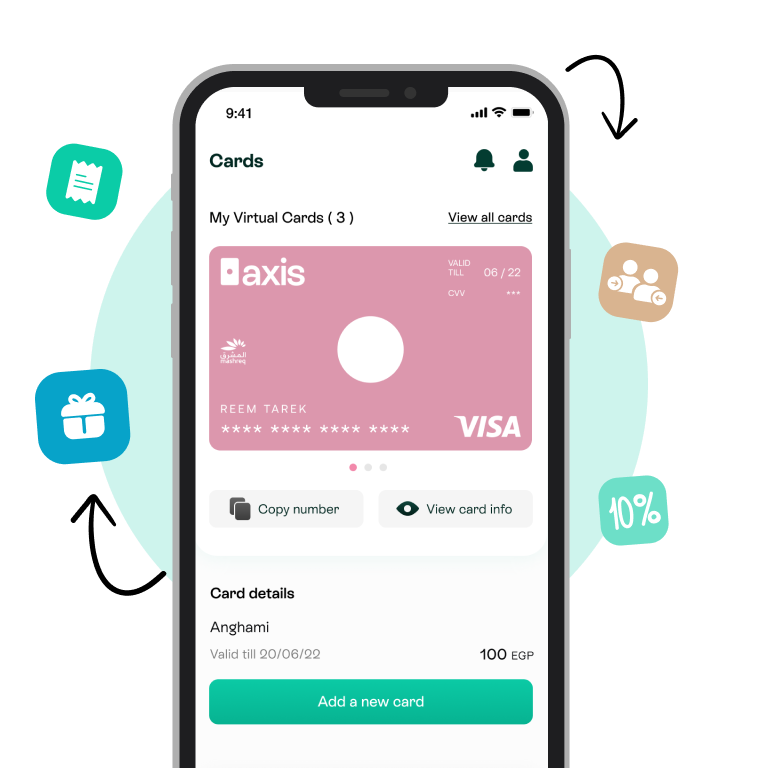 9:41
Cards
My Virtual Cards ( 3 )
View all cards
axis
VALID
TILL
06 / 22
CVV
***
المشرق
mashreq
REEM TAREK
**** **** **** ****
VISA
Copy number
View card info
Card details
Anghami
Valid till 20/06/22
100 EGP
Add a new card
10%